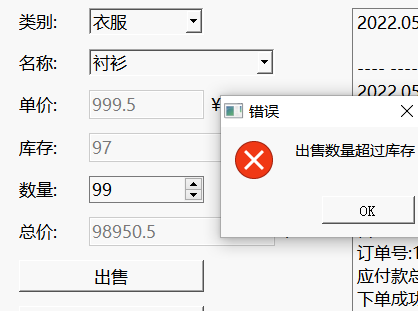 类别: 衣服 2022.05
名称: 衬衫 ---- ----
单价: 999.5 ¥ 2022.05
错误
库存: 97
出售数量超过库存
数量: 99
OK
总价: 98950.5
订单号:1
出售 应付款总
下单成功